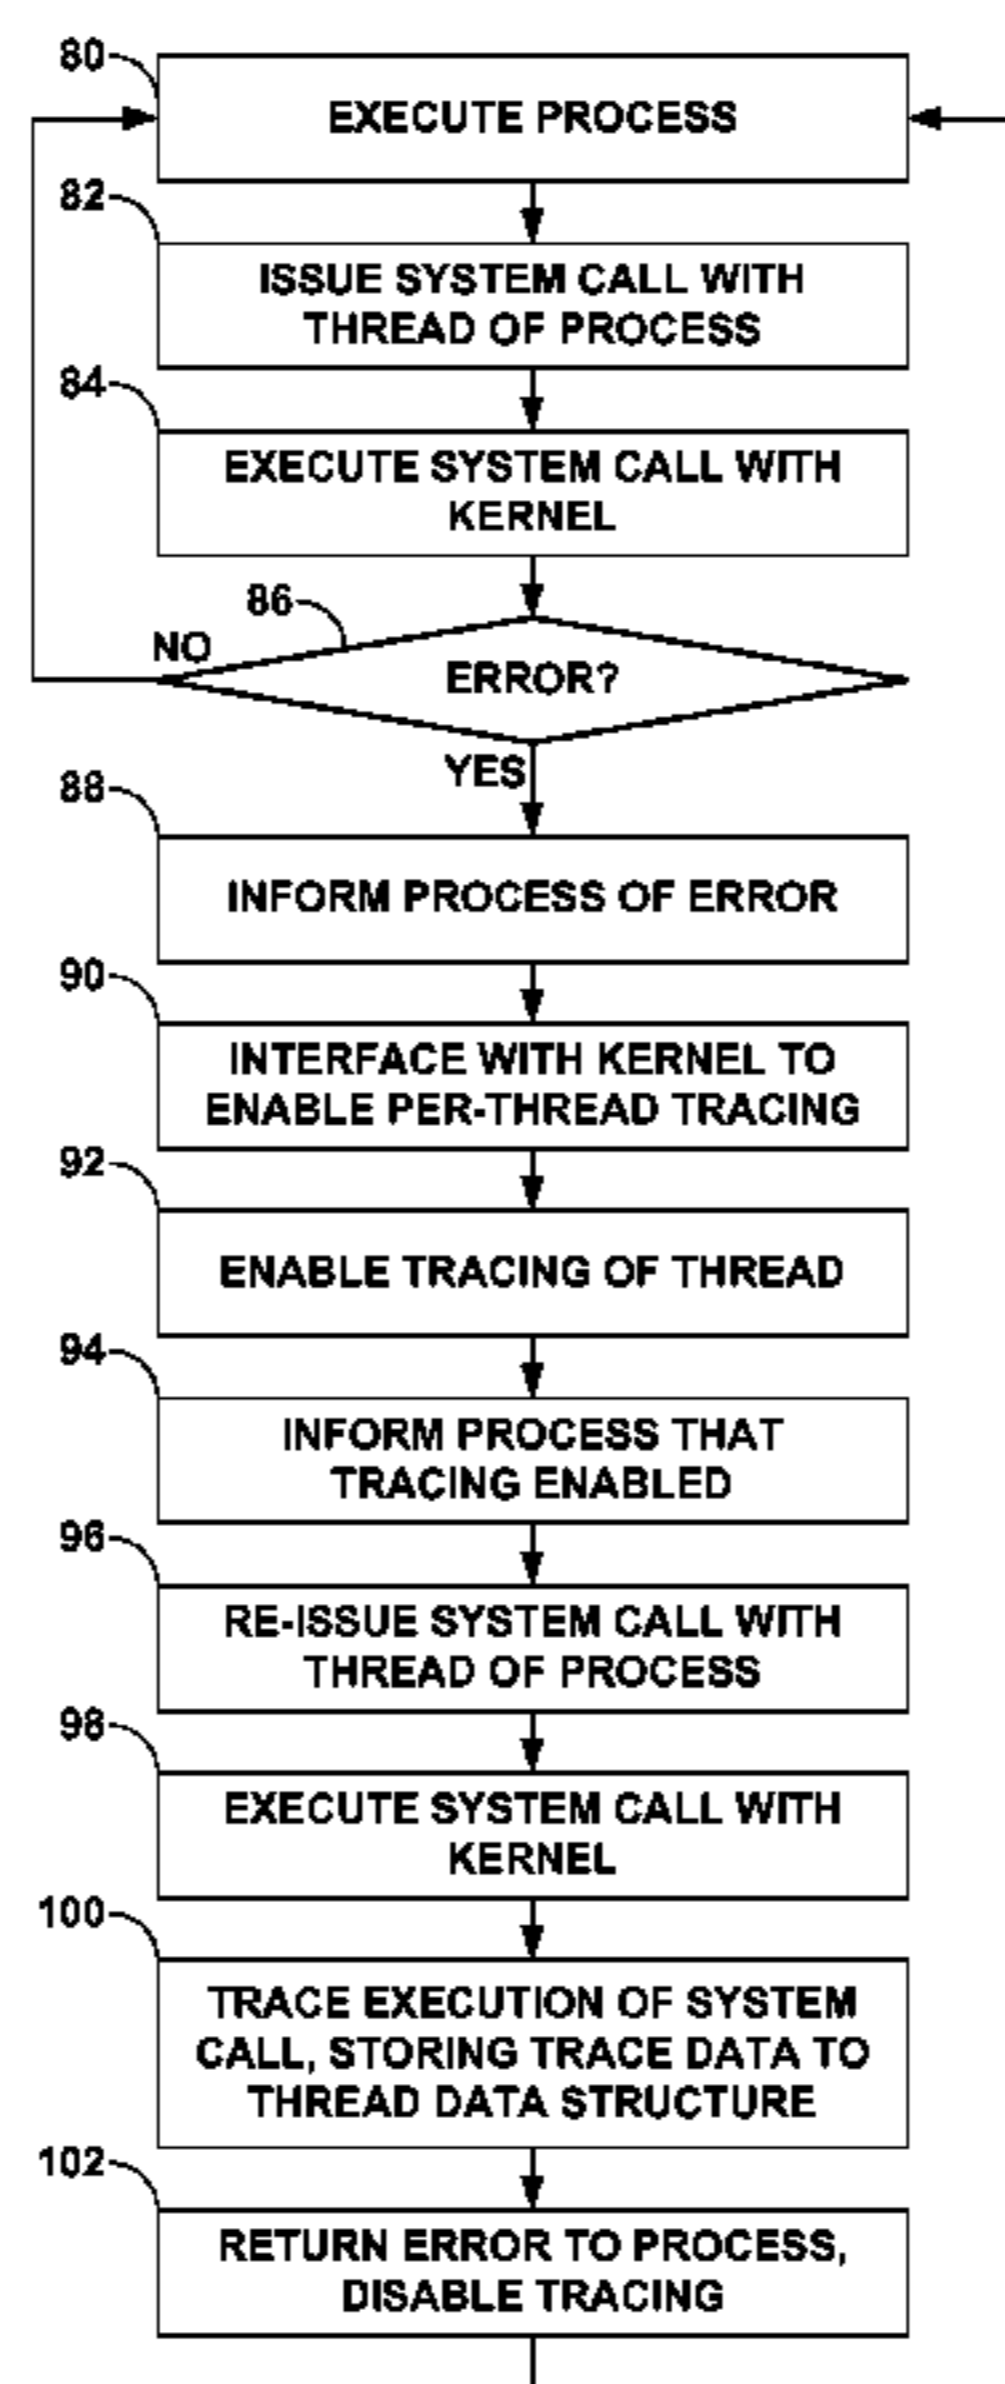 80
EXECUTE PROCESS
82
ISSUE SYSTEM CALL WITH
THREAD OF PROCESS
84
EXECUTE SYSTEM CALL WITH
KERNEL
86
NO
ERROR?
YES
88
INFORM PROCESS OF ERROR
90
INTERFACE WITH KERNEL TO
ENABLE PER-THREAD TRACING
92
ENABLE TRACING OF THREAD
94
INFORM PROCESS THAT
TRACING ENABLED
96
RE-ISSUE SYSTEM CALL WITH
THREAD OF PROCESS
98
EXECUTE SYSTEM CALL WITH
KERNEL
100
TRACE EXECUTION OF SYSTEM
CALL, STORING TRACE DATA TO
THREAD DATA STRUCTURE
102
RETURN ERROR TO PROCESS,
DISABLE TRACING